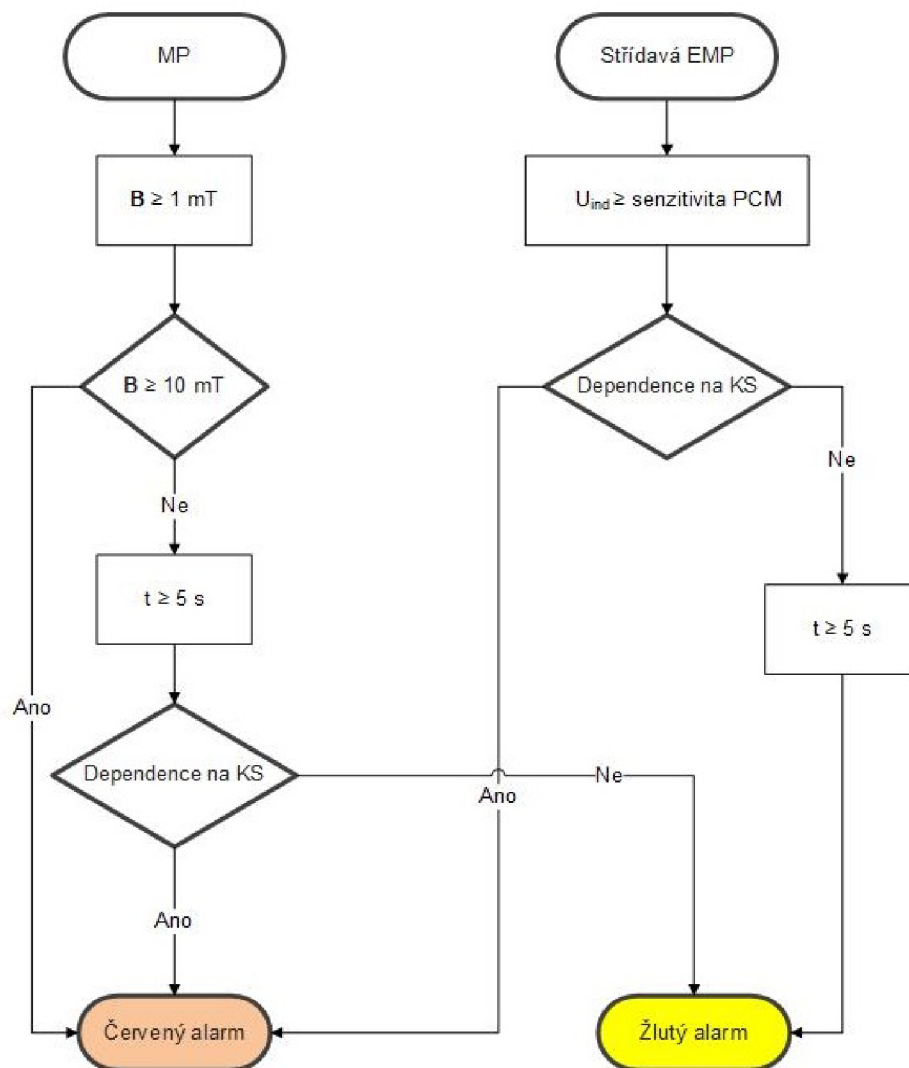 MP
Střídavá EMP
B ≥ 1 mT
U_ind ≥ senzitivita PCM
B ≥ 10 mT
Dependence na KS
Ne
Ne
t ≥ 5 s
t ≥ 5 s
Ano
Dependence na KS
Ne
Ano
Ano
Červený alarm
Žlutý alarm